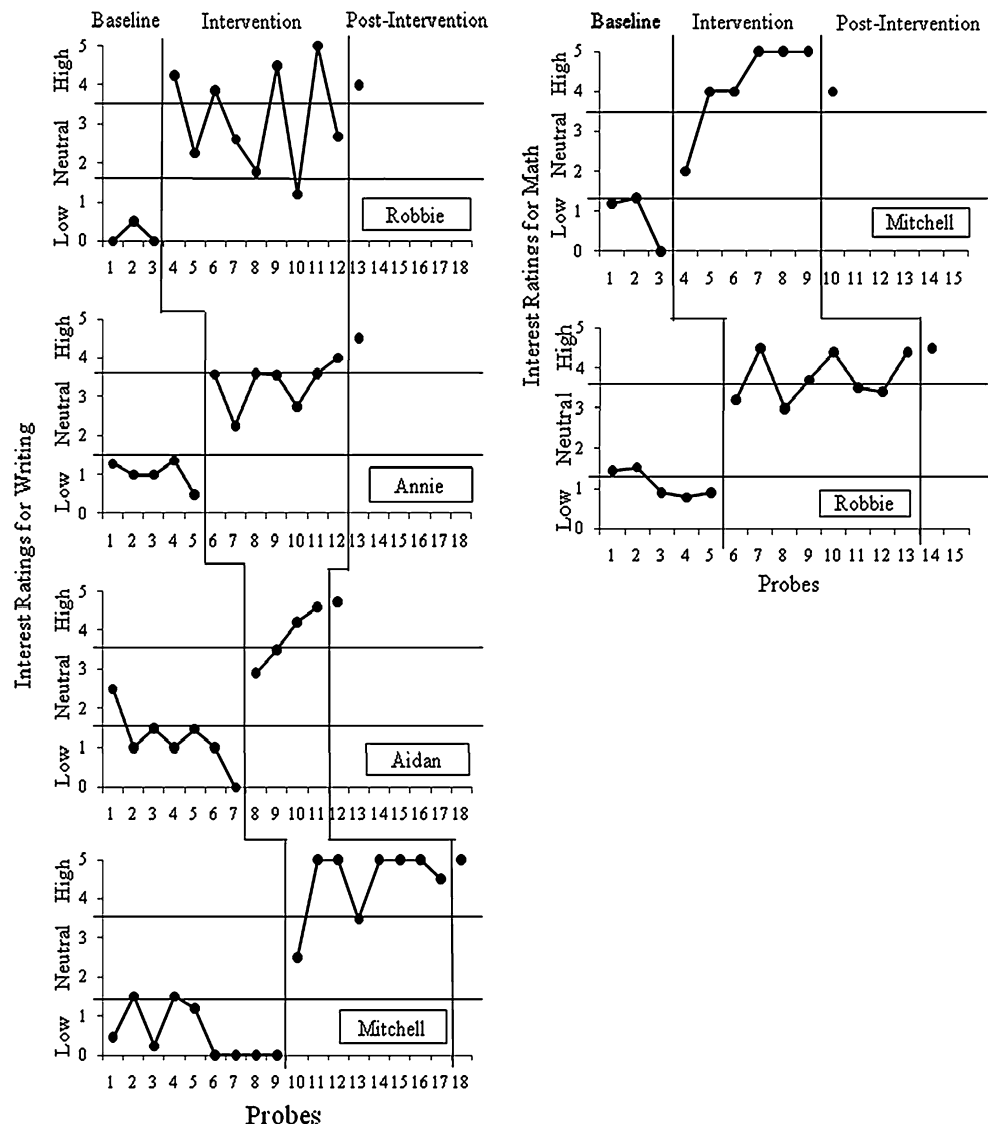 Baseline Intervention Post-Intervention
Interest Ratings for Writing
High
Neutral
Low
5
4
3
2
1
0
Robbie
1 2 3 4 5 6 7 8 9 10 11 12 13 14 15 16 17 18
High
Neutral
Low
5
4
3
2
1
0
Annie
1 2 3 4 5 6 7 8 9 10 11 12 13 14 15 16 17 18
High
Neutral
Low
5
4
3
2
1
0
Aidan
1 2 3 4 5 6 7 8 9 10 11 12 13 14 15 16 17 18
High
Neutral
Low
5
4
3
2
1
0
Mitchell
1 2 3 4 5 6 7 8 9 10 11 12 13 14 15 16 17 18
Probes
Baseline Intervention Post-Intervention
Interest Ratings for Math
High
Neutral
Low
5
4
3
2
1
0
Mitchell
1 2 3 4 5 6 7 8 9 10 11 12 13 14 15
High
Neutral
Low
5
4
3
2
1
0
Robbie
1 2 3 4 5 6 7 8 9 10 11 12 13 14 15
Probes